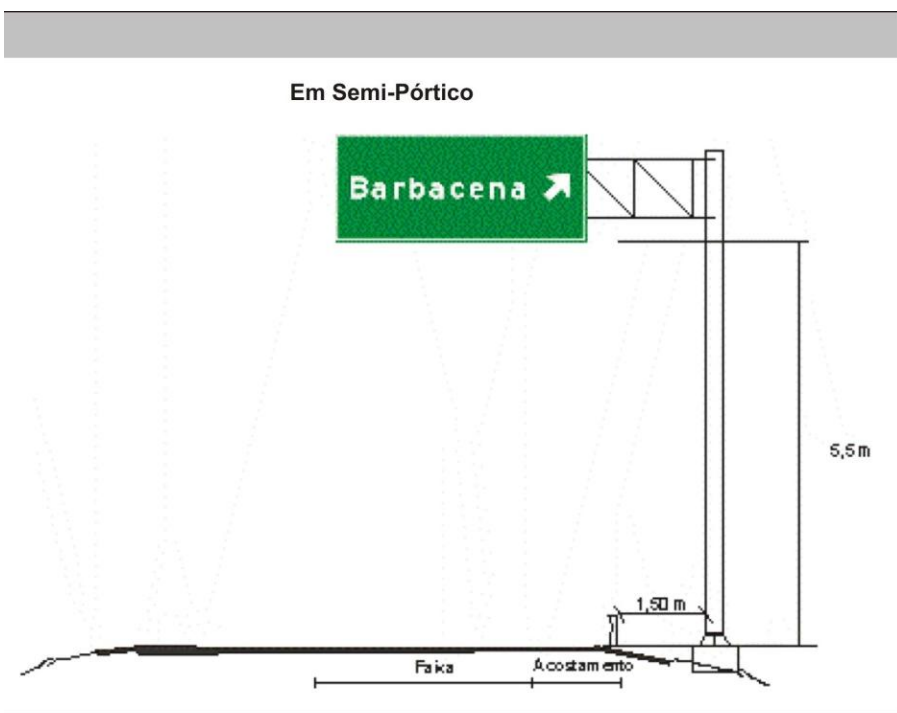 Em Semi-Pórtico
Barbacena ↗
5,5 m
1,50 m
Faixa
Acostamento